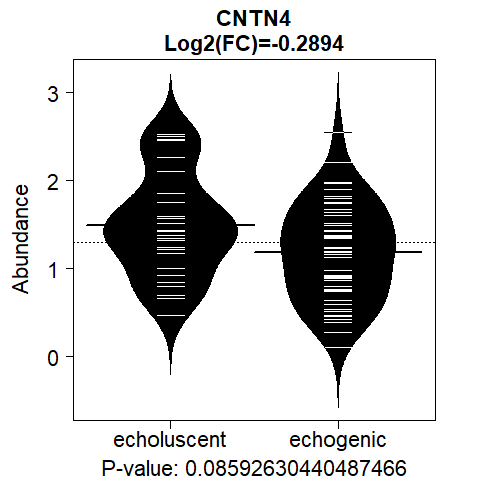 CNTN4
Log2(FC)=-0.2894
3
2
1
0
Abundance
echoluscent echogenic
P-value: 0.08592630440487466